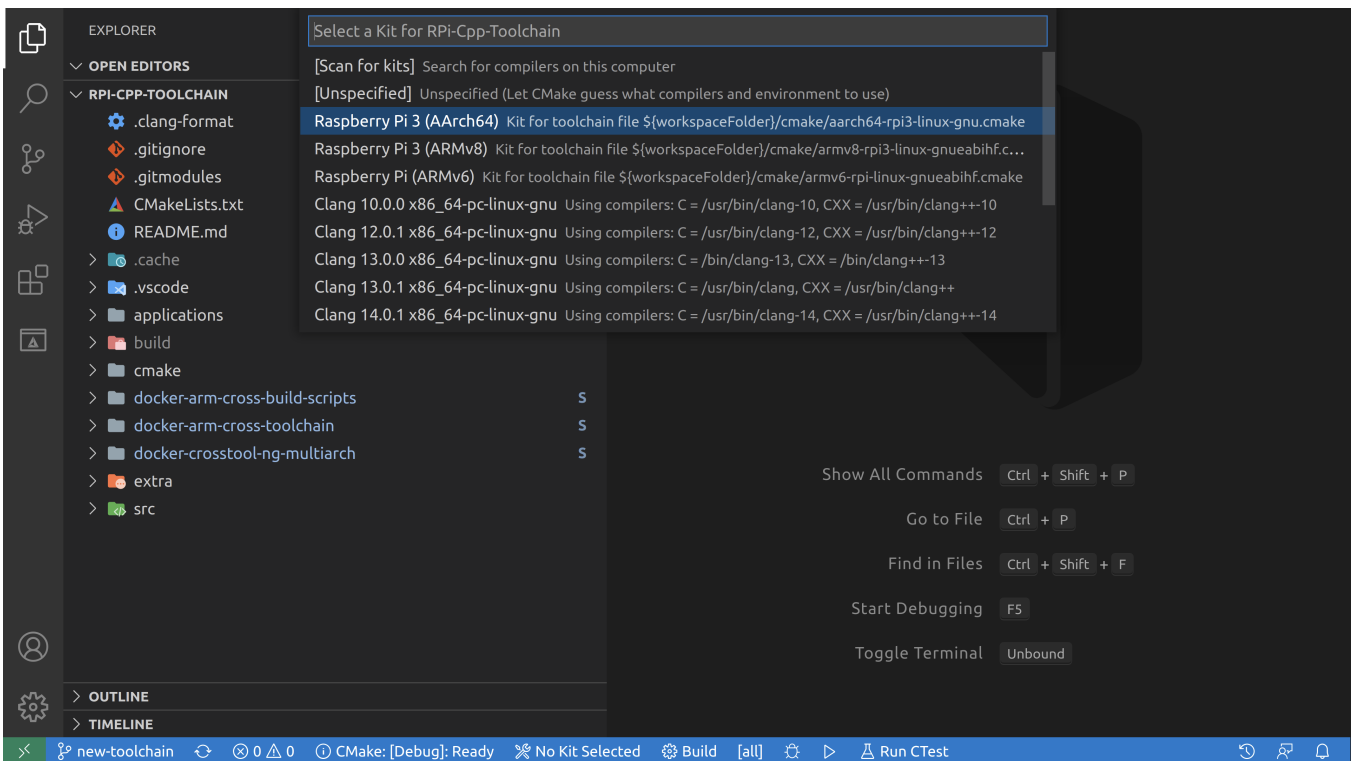 EXPLORER
Select a Kit for RPi-Cpp-Toolchain
OPEN EDITORS
RPI-CPP-TOOLCHAIN
.clang-format
.gitignore
.gitmodules
CMakeLists.txt
README.md
.cache
.vscode
applications
build
cmake
docker-arm-cross-build-scripts S
docker-arm-cross-toolchain S
docker-crosstool-ng-multiarch S
extra
src
OUTLINE
TIMELINE
[Scan for kits] Search for compilers on this computer
[Unspecified] Unspecified (Let CMake guess what compilers and environment to use)
Raspberry Pi 3 (AArch64) Kit for toolchain file ${workspaceFolder}/cmake/aarch64-rpi3-linux-gnu.cmake
Raspberry Pi 3 (ARMv8) Kit for toolchain file ${workspaceFolder}/cmake/armv8-rpi3-linux-gnueabihf.c...
Raspberry Pi (ARMv6) Kit for toolchain file ${workspaceFolder}/cmake/armv6-rpi-linux-gnueabihf.cmake
Clang 10.0.0 x86_64-pc-linux-gnu Using compilers: C = /usr/bin/clang-10, CXX = /usr/bin/clang++-10
Clang 12.0.1 x86_64-pc-linux-gnu Using compilers: C = /usr/bin/clang-12, CXX = /usr/bin/clang++-12
Clang 13.0.0 x86_64-pc-linux-gnu Using compilers: C = /bin/clang-13, CXX = /bin/clang++-13
Clang 13.0.1 x86_64-pc-linux-gnu Using compilers: C = /usr/bin/clang, CXX = /usr/bin/clang++
Clang 14.0.1 x86_64-pc-linux-gnu Using compilers: C = /usr/bin/clang-14, CXX = /usr/bin/clang++-14
Show All Commands Ctrl + Shift + P
Go to File Ctrl + P
Find in Files Ctrl + Shift + F
Start Debugging F5
Toggle Terminal Unbound
new-toolchain 0 0 CMake: [Debug]: Ready No Kit Selected Build [all] Run CTest